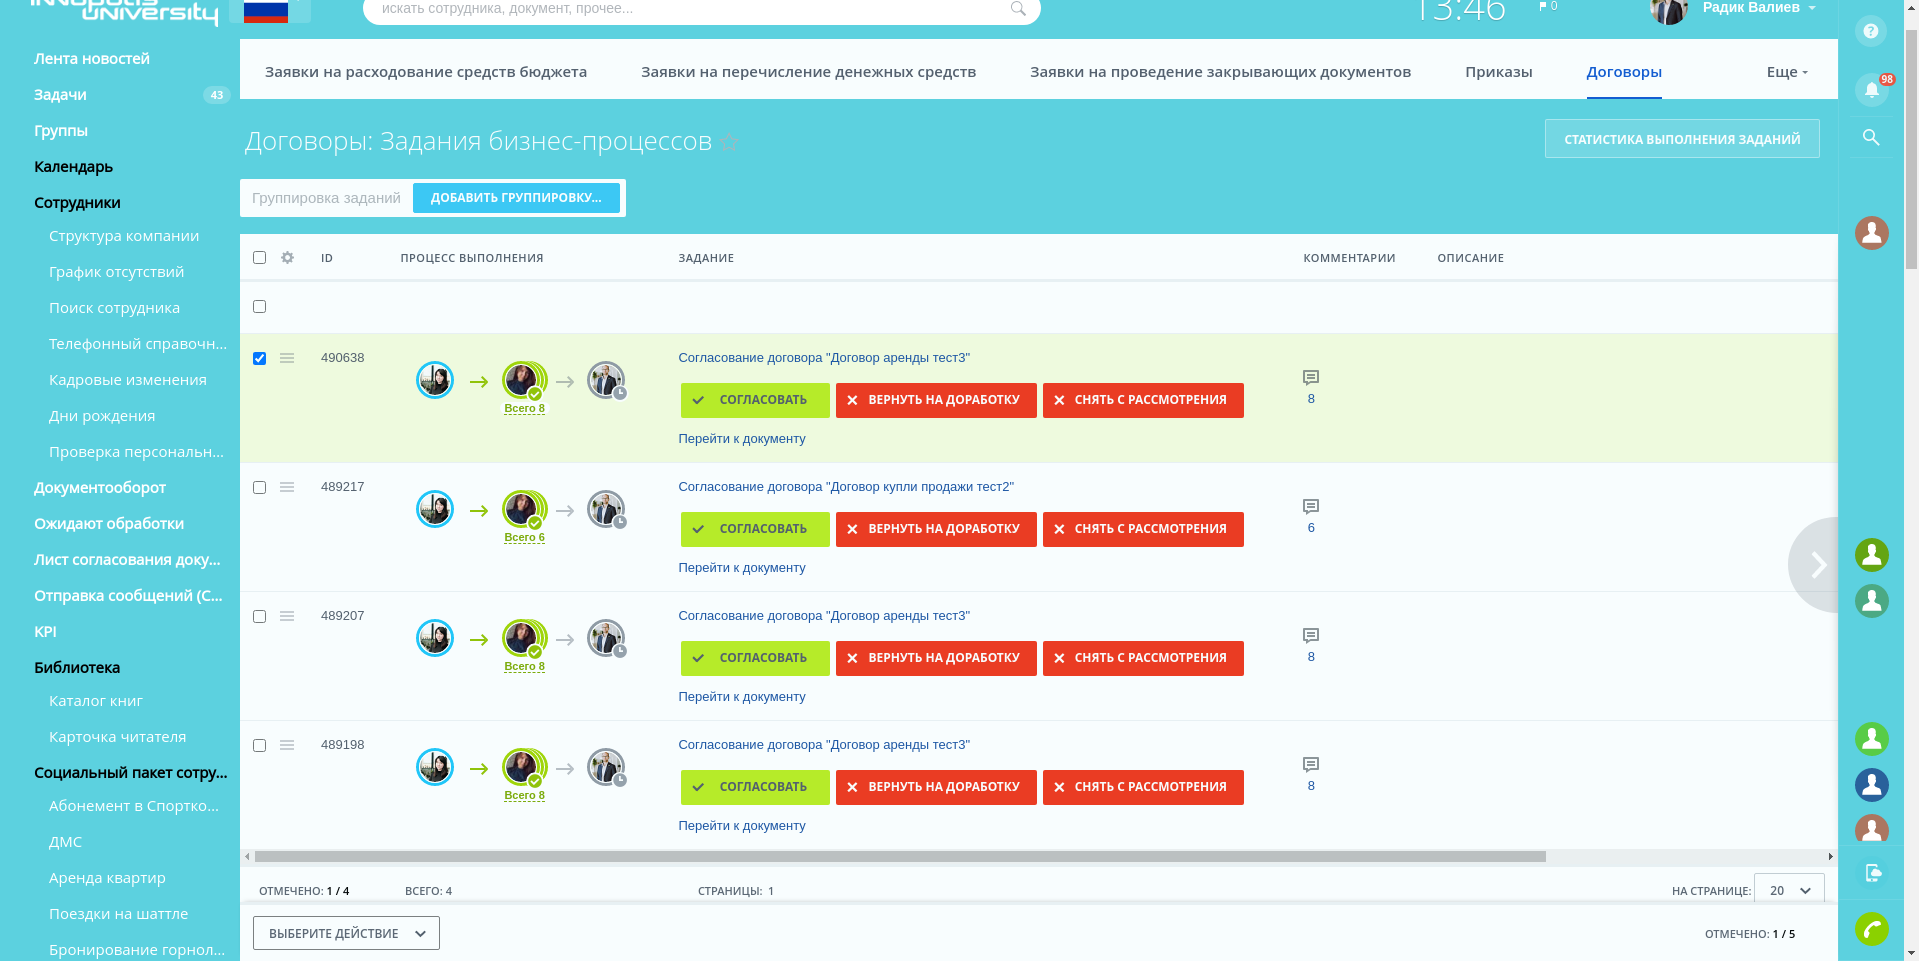 innopolis
university
искать сотрудника, документ, прочее...
13:46
0
Радик Валиев
Лента новостей
Задачи
43
Группы
Календарь
Сотрудники
Структура компании
График отсутствий
Поиск сотрудника
Телефонный справочн...
Кадровые изменения
Дни рождения
Проверка персональн...
Документооборот
Ожидают обработки
Лист согласования доку...
Отправка сообщений (С...
KPI
Библиотека
Каталог книг
Карточка читателя
Социальный пакет сотру...
Абонемент в Спортко...
ДМС
Аренда квартир
Поездки на шаттле
Бронирование горнол...
Заявки на расходование средств бюджета
Заявки на перечисление денежных средств
Заявки на проведение закрывающих документов
Приказы
Договоры
Еще
Договоры: Задания бизнес-процессов
СТАТИСТИКА ВЫПОЛНЕНИЯ ЗАДАНИЙ
Группировка заданий
ДОБАВИТЬ ГРУППИРОВКУ...
ID
ПРОЦЕСС ВЫПОЛНЕНИЯ
ЗАДАНИЕ
КОММЕНТАРИИ
ОПИСАНИЕ
490638
Всего 8
Согласование договора "Договор аренды тест3"
СОГЛАСОВАТЬ
ВЕРНУТЬ НА ДОРАБОТКУ
СНЯТЬ С РАССМОТРЕНИЯ
Перейти к документу
8
489217
Всего 6
Согласование договора "Договор купли продажи тест2"
СОГЛАСОВАТЬ
ВЕРНУТЬ НА ДОРАБОТКУ
СНЯТЬ С РАССМОТРЕНИЯ
Перейти к документу
6
489207
Всего 8
Согласование договора "Договор аренды тест3"
СОГЛАСОВАТЬ
ВЕРНУТЬ НА ДОРАБОТКУ
СНЯТЬ С РАССМОТРЕНИЯ
Перейти к документу
8
489198
Всего 8
Согласование договора "Договор аренды тест3"
СОГЛАСОВАТЬ
ВЕРНУТЬ НА ДОРАБОТКУ
СНЯТЬ С РАССМОТРЕНИЯ
Перейти к документу
8
ОТМЕЧЕНО: 1 / 4
ВСЕГО: 4
СТРАНИЦЫ: 1
НА СТРАНИЦЕ: 20
ВЫБЕРИТЕ ДЕЙСТВИЕ
ОТМЕЧЕНО: 1 / 5
?
98